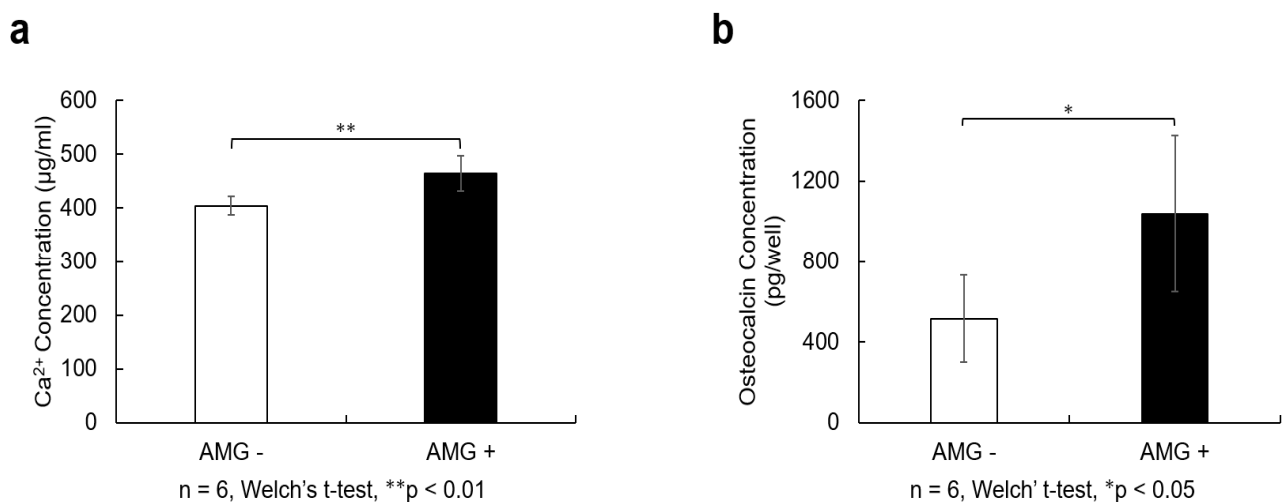 a
600
500
400
300
200
100
0
Ca²⁺ Concentration (µg/ml)
**
AMG -
AMG +
n = 6, Welch's t-test, **p < 0.01
b
1600
1200
800
400
0
Osteocalcin Concentration
(pg/well)
*
AMG -
AMG +
n = 6, Welch' t-test, *p < 0.05